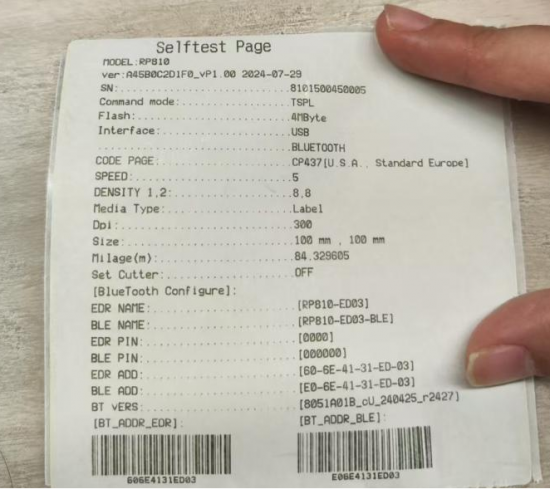 Selftest Page
MODEL:RP810
ver:A45B0C2D1F0_VP1.00 2024-07-29
SN:..........................8101500450005
Command mode:................TSPL
Flash:.......................4MByte
Interface:...................USB
.............................BLUETOOTH
CODE PAGE:...................CP437[U.S.A., Standard Europe]
SPEED:.......................5
DENSITY 1,2:.................8,8
Media Type:..................Label
Dpi:.........................300
Size:........................100 mm , 100 mm
Milage(m):...................84.329605
Set Cutter:..................OFF
[BlueTooth Configure]:
EDR NAME:....................[RP810-ED03]
BLE NAME:....................[RP810-ED03-BLE]
EDR PIN:.....................[0000]
BLE PIN:.....................[000000]
EDR ADD:.....................[60-6E-41-31-ED-03]
BLE ADD:.....................[E0-6E-41-31-ED-03]
BT VERS:.....................[8051A01B_cU_240425_r2427]
[BT_ADDR_EDR]: [BT_ADDR_BLE]:
606E4131ED03 E06E4131ED03